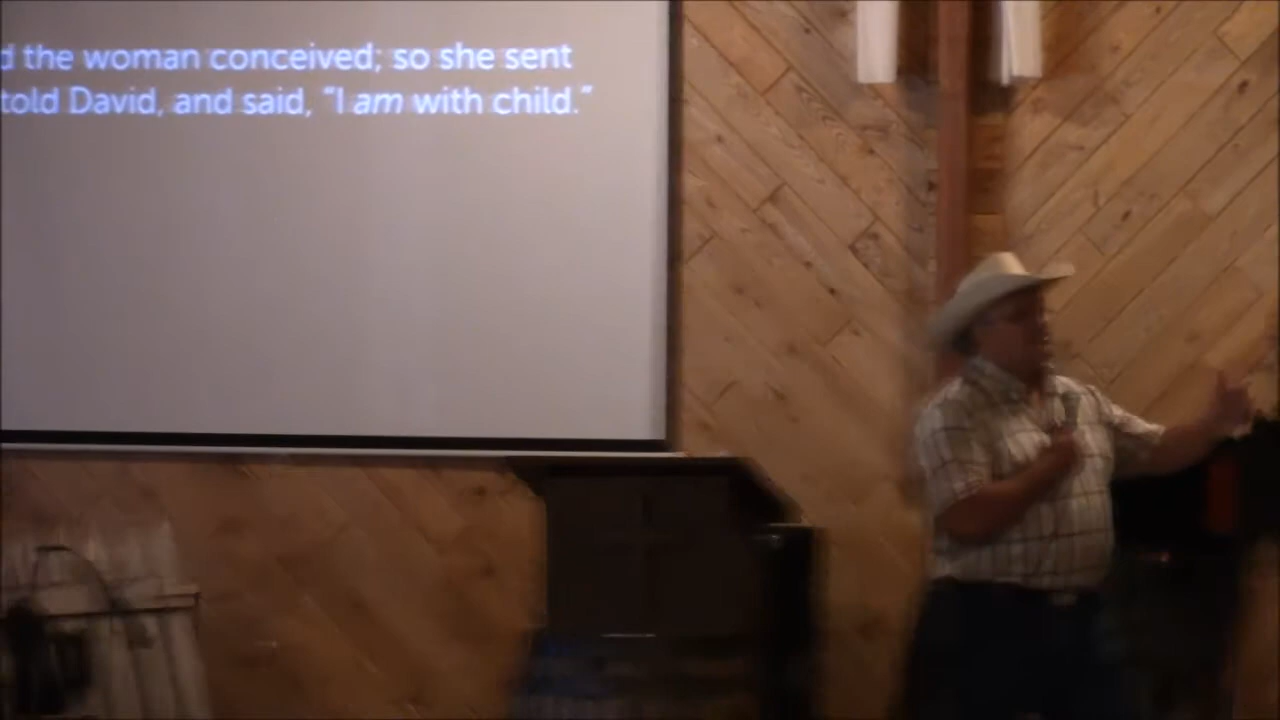 d the woman conceived; so she sent
told David, and said, “I am with child.”